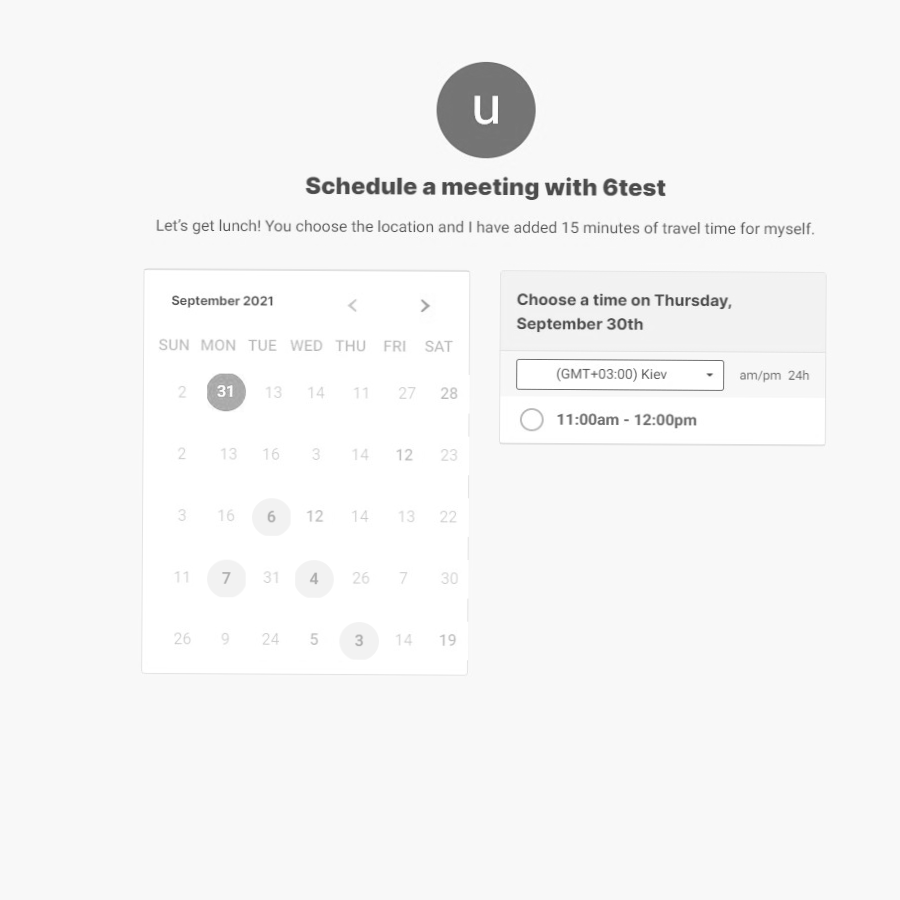 u
Schedule a meeting with 6test
Let's get lunch! You choose the location and I have added 15 minutes of travel time for myself.
September 2021
SUN MON TUE WED THU FRI SAT
2 31 13 14 11 27 28
2 13 16 3 14 12 23
3 16 6 12 14 13 22
11 7 31 4 26 7 30
26 9 24 5 3 14 19
Choose a time on Thursday,
September 30th
(GMT+03:00) Kiev am/pm 24h
11:00am - 12:00pm